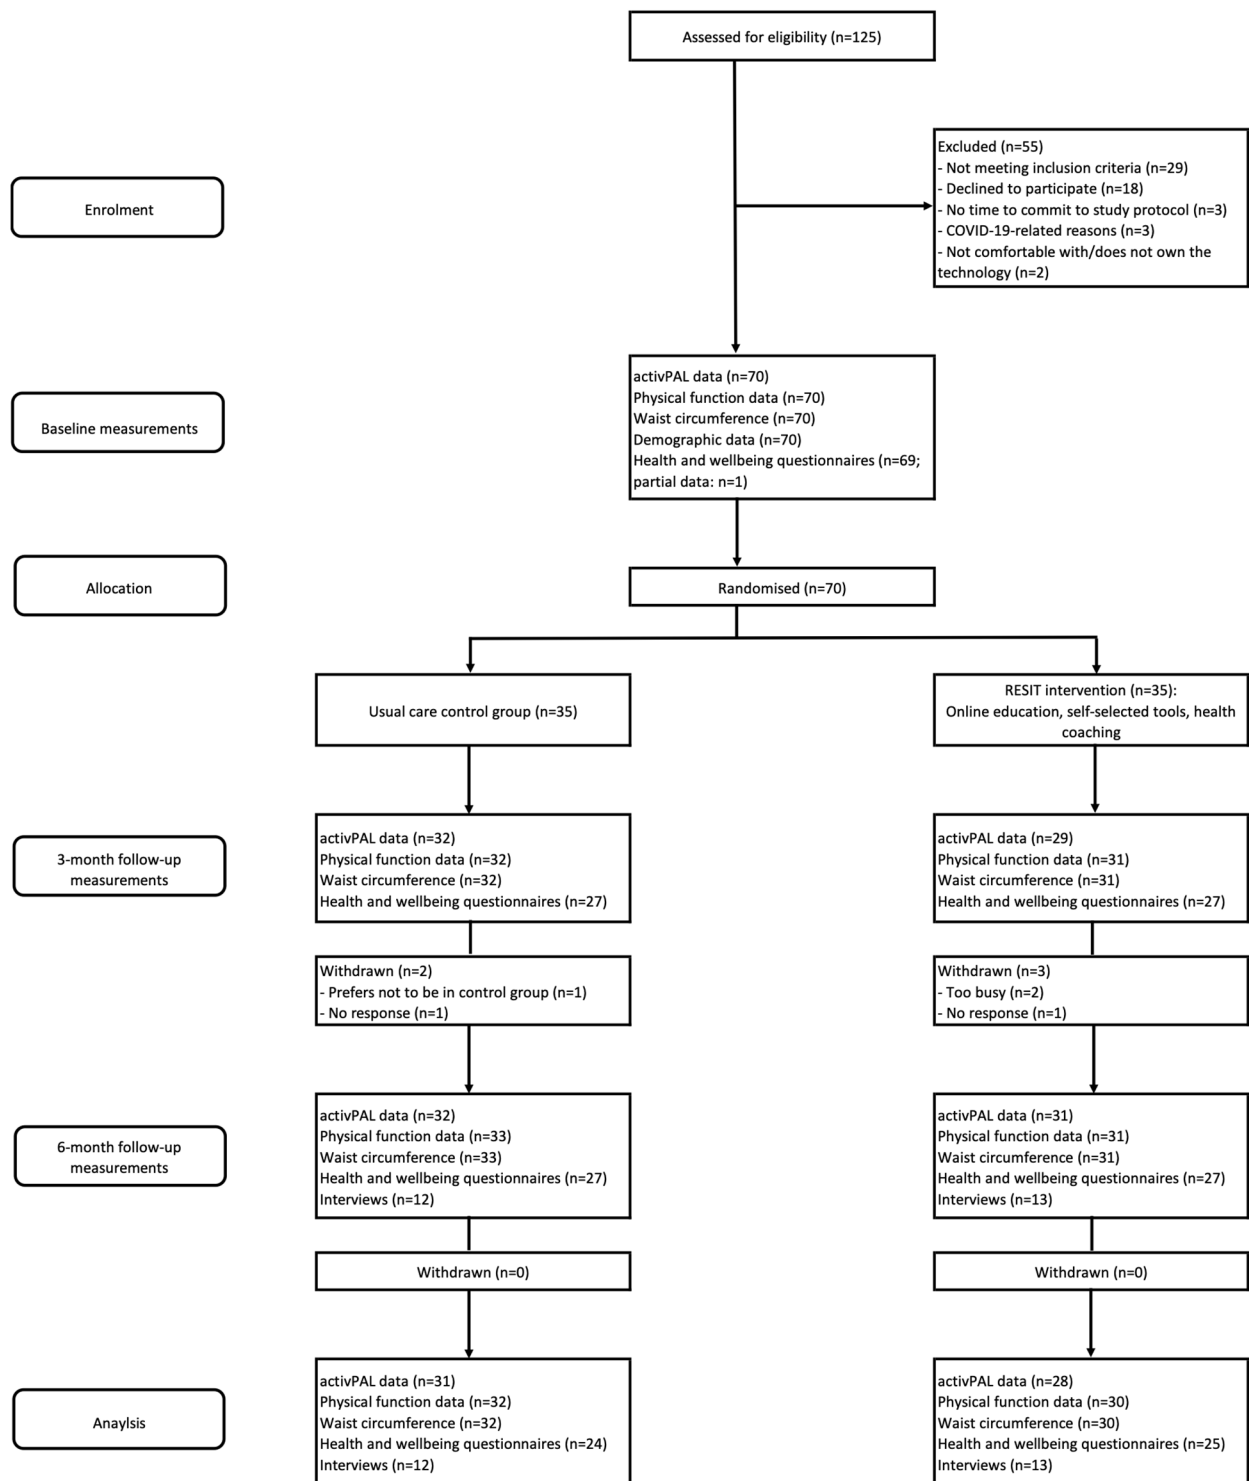 Assessed for eligibility (n=125)
Excluded (n=55)
- Not meeting inclusion criteria (n=29)
- Declined to participate (n=18)
- No time to commit to study protocol (n=3)
- COVID-19-related reasons (n=3)
- Not comfortable with/does not own the
technology (n=2)
Enrolment
activPAL data (n=70)
Physical function data (n=70)
Waist circumference (n=70)
Demographic data (n=70)
Health and wellbeing questionnaires (n=69;
partial data: n=1)
Baseline measurements
Allocation
Randomised (n=70)
Usual care control group (n=35)
RESIT intervention (n=35):
Online education, self-selected tools, health
coaching
3-month follow-up
measurements
activPAL data (n=32)
Physical function data (n=32)
Waist circumference (n=32)
Health and wellbeing questionnaires (n=27)
activPAL data (n=29)
Physical function data (n=31)
Waist circumference (n=31)
Health and wellbeing questionnaires (n=27)
Withdrawn (n=2)
- Prefers not to be in control group (n=1)
- No response (n=1)
Withdrawn (n=3)
- Too busy (n=2)
- No response (n=1)
6-month follow-up
measurements
activPAL data (n=32)
Physical function data (n=33)
Waist circumference (n=33)
Health and wellbeing questionnaires (n=27)
Interviews (n=12)
activPAL data (n=31)
Physical function data (n=31)
Waist circumference (n=31)
Health and wellbeing questionnaires (n=27)
Interviews (n=13)
Withdrawn (n=0)
Withdrawn (n=0)
Anaylsis
activPAL data (n=31)
Physical function data (n=32)
Waist circumference (n=32)
Health and wellbeing questionnaires (n=24)
Interviews (n=12)
activPAL data (n=28)
Physical function data (n=30)
Waist circumference (n=30)
Health and wellbeing questionnaires (n=25)
Interviews (n=13)